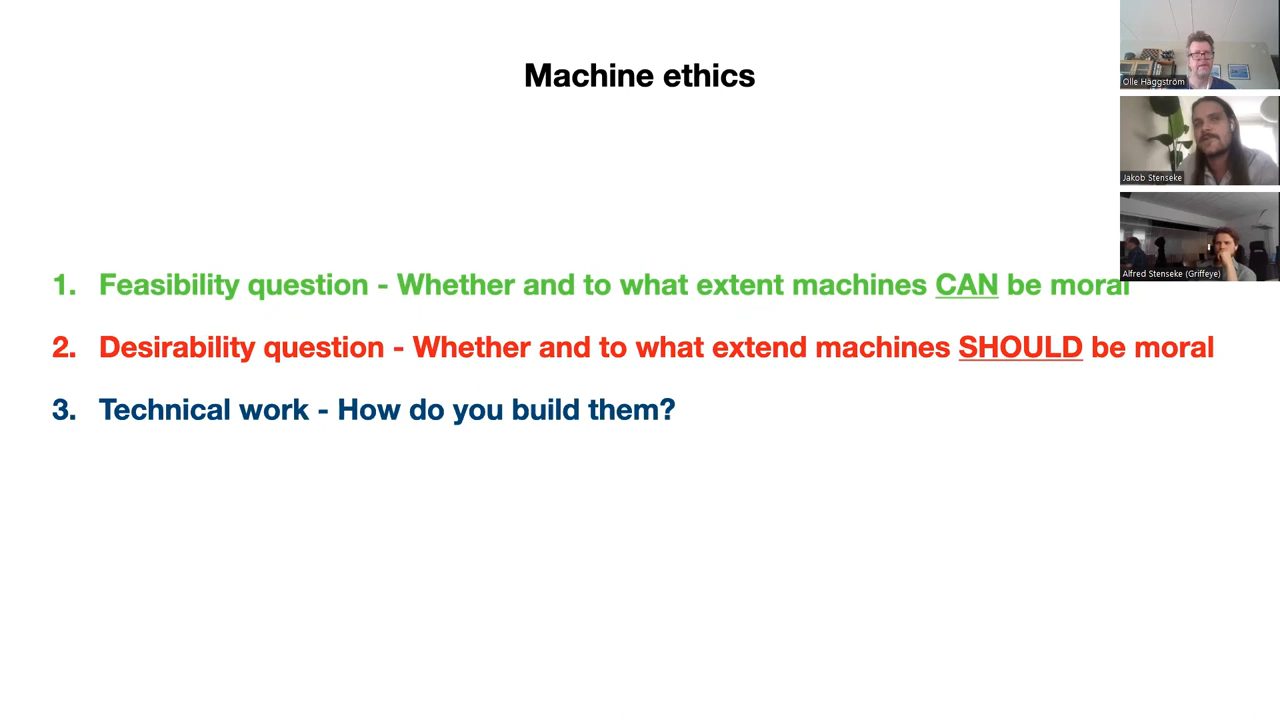 Machine ethics
Olle Häggström
Jakob Stenseke
Alfred Stenseke (Griffeye)
1. Feasibility question - Whether and to what extent machines CAN be moral
2. Desirability question - Whether and to what extend machines SHOULD be moral
3. Technical work - How do you build them?